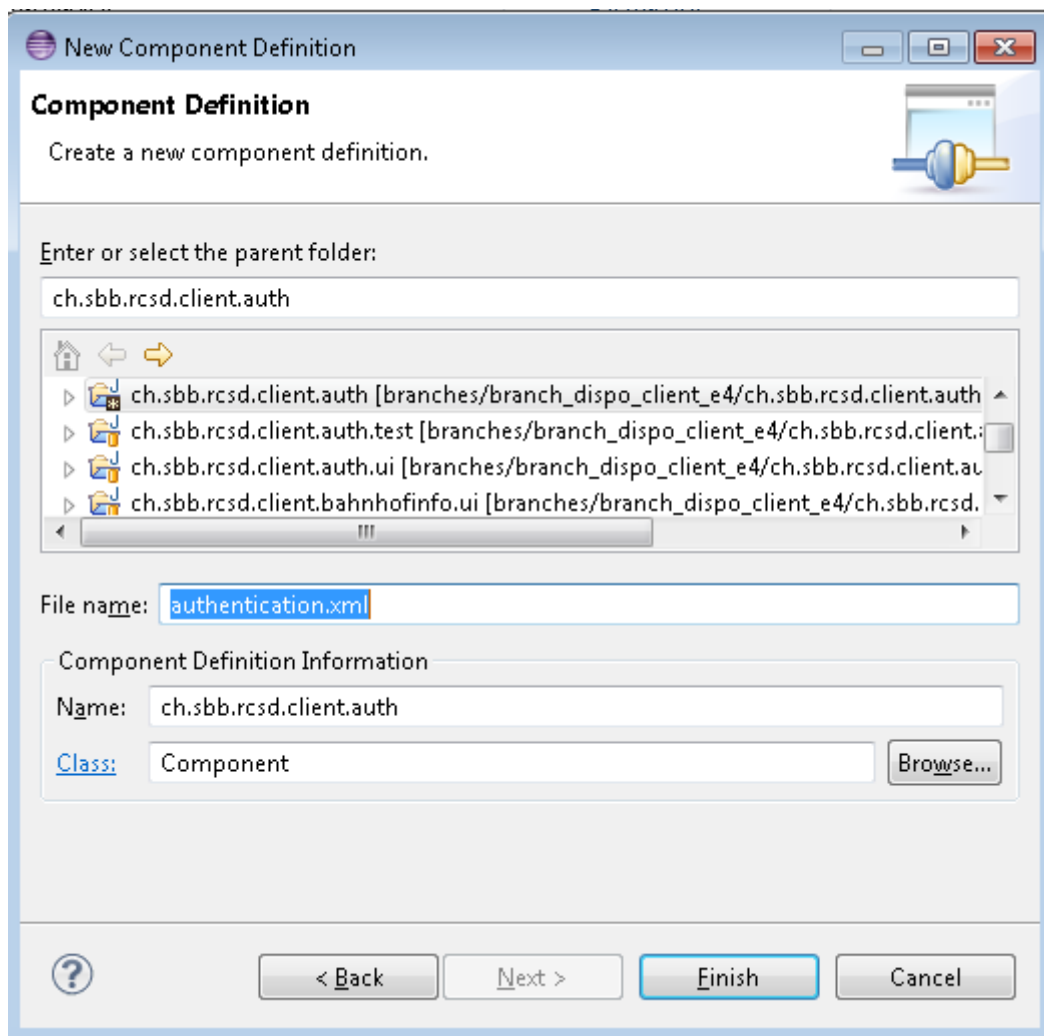 New Component Definition
Component Definition
Create a new component definition.
Enter or select the parent folder:
ch.sbb.rcsd.client.auth
ch.sbb.rcsd.client.auth [branches/branch_dispo_client_e4/ch.sbb.rcsd.client.auth
ch.sbb.rcsd.client.auth.test [branches/branch_dispo_client_e4/ch.sbb.rcsd.client.
ch.sbb.rcsd.client.auth.ui [branches/branch_dispo_client_e4/ch.sbb.rcsd.client.au
ch.sbb.rcsd.client.bahnhofinfo.ui [branches/branch_dispo_client_e4/ch.sbb.rcsd.
File name: authentication.xml
Component Definition Information
Name: ch.sbb.rcsd.client.auth
Class: Component Browse...
? < Back Next > Finish Cancel